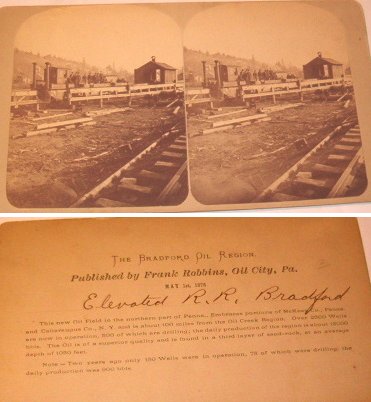 THE BRADFORD OIL REGION.
Published by Frank Robbins, Oil City, Pa.
MAY 1st, 1878
Elevated R. R. Bradford
This new Oil Field in the northern part of Penna., Embraces portions of McKean Co., Penna.
and Cattaraugus Co., N. Y. and is about 100 miles from the Oil Creek Region. Over 2500 Wells
are now in operation, 200 of which are drilling; the daily production of the region is about 18000
bbls. The Oil is of a superior quality and is found in a third layer of sand-rock, at an average
depth of 1080 feet.
Note.—Two years ago only 150 Wells were in operation, 75 of which were drilling; the
daily production was 900 bbls.